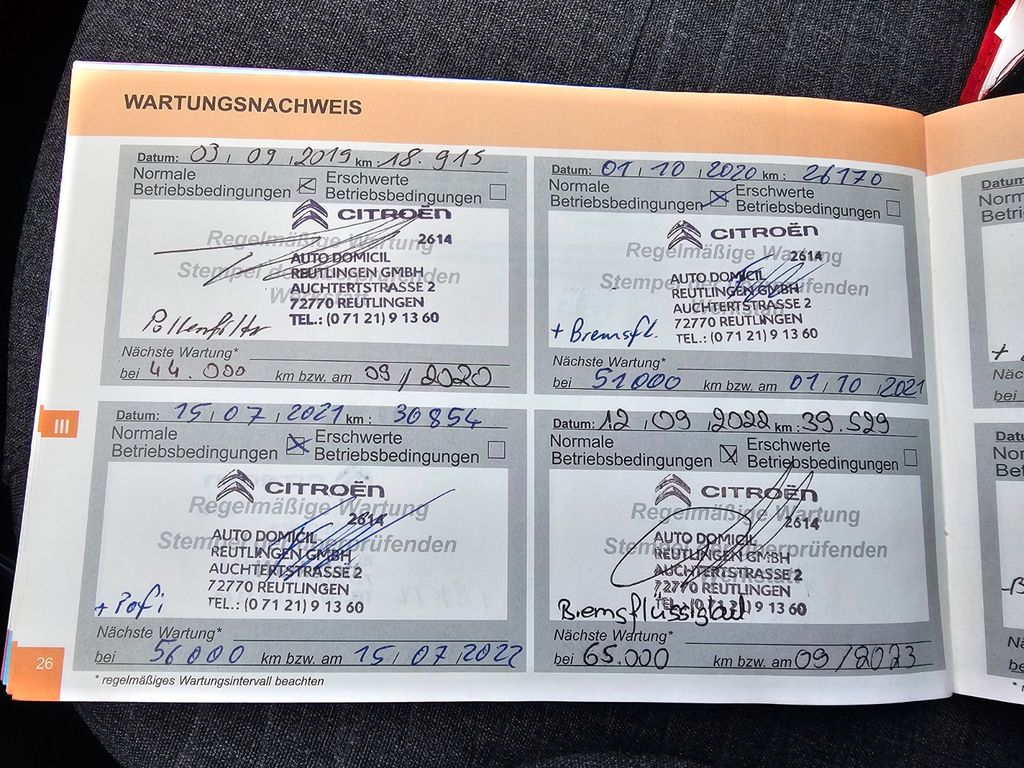 WARTUNGSNACHWEIS
Datum: 03, 09, 2019 km: 18.915
Normale Betriebsbedingungen ☒ Erschwerte Betriebsbedingungen ☐
CITROËN
Regelmäßige Wartung
2614
AUTO DOMICIL
REUTLINGEN GMBH
AUCHTERTSTRASSE 2
72770 REUTLINGEN
TEL.: (0 71 21) 9 13 60
Pollenfilter
Nächste Wartung*
bei 44.000 km bzw. am 09/2020
Datum: 01, 10, 2020 km: 26170
Normale Betriebsbedingungen ☒ Erschwerte Betriebsbedingungen ☐
CITROËN
Regelmäßige Wartung
2614
AUTO DOMICIL
REUTLINGEN GMBH
AUCHTERTSTRASSE 2
72770 REUTLINGEN
TEL.: (0 71 21) 9 13 60
+ Bremsfl.
Nächste Wartung*
bei 51000 km bzw. am 01, 10, 2021
III
Datum: 15, 07, 2021 km: 30854
Normale Betriebsbedingungen ☒ Erschwerte Betriebsbedingungen ☐
CITROËN
Regelmäßige Wartung
2614
AUTO DOMICIL
REUTLINGEN GMBH
AUCHTERTSTRASSE 2
72770 REUTLINGEN
TEL.: (0 71 21) 9 13 60
+ Pofi
Nächste Wartung*
bei 56000 km bzw. am 15, 07, 2022
Datum: 12, 09, 2022 km: 39.529
Normale Betriebsbedingungen ☒ Erschwerte Betriebsbedingungen ☐
CITROËN
Regelmäßige Wartung
2614
AUTO DOMICIL
REUTLINGEN GMBH
AUCHTERTSTRASSE 2
72770 REUTLINGEN
TEL.: (0 71 21) 9 13 60
Bremsflüssigkeit
Nächste Wartung*
bei 65.000 km bzw. am 09/2023
26
* regelmäßiges Wartungsintervall beachten